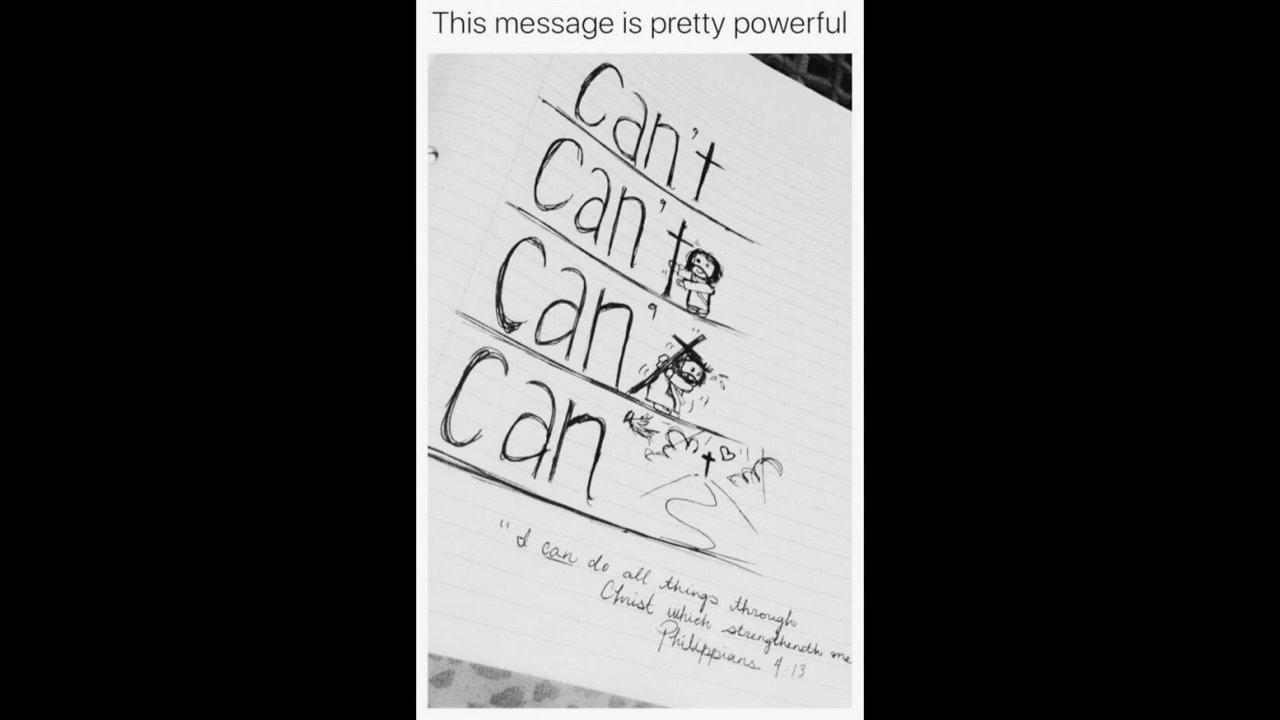 This message is pretty powerful
Can't
Can't
Can't
Can
"I can do all things through
Christ which strengthendth me
Philippians 4:13